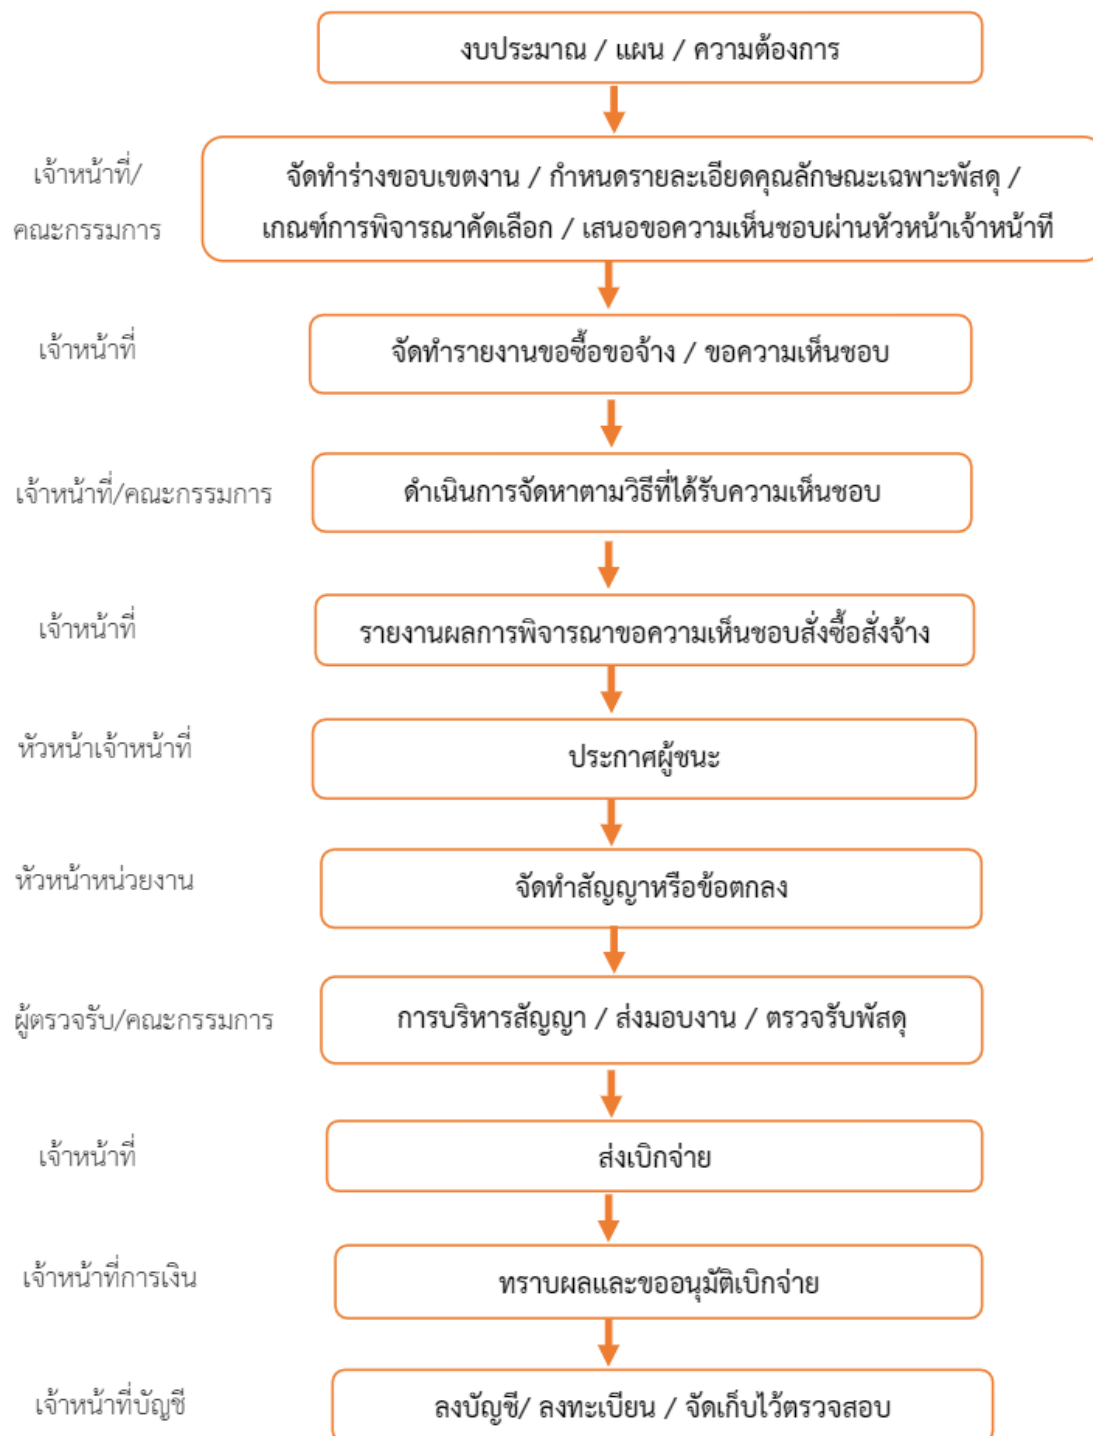 งบประมาณ / แผน / ความต้องการ
เจ้าหน้าที่/
คณะกรรมการ
จัดทำร่างขอบเขตงาน / กำหนดรายละเอียดคุณลักษณะเฉพาะพัสดุ /
เกณฑ์การพิจารณาคัดเลือก / เสนอขอความเห็นชอบผ่านหัวหน้าเจ้าหน้าที
เจ้าหน้าที่
จัดทำรายงานขอซื้อขอจ้าง / ขอความเห็นชอบ
เจ้าหน้าที่/คณะกรรมการ
ดำเนินการจัดหาตามวิธีที่ได้รับความเห็นชอบ
เจ้าหน้าที่
รายงานผลการพิจารณาขอความเห็นชอบสั่งซื้อสั่งจ้าง
หัวหน้าเจ้าหน้าที่
ประกาศผู้ชนะ
หัวหน้าหน่วยงาน
จัดทำสัญญาหรือข้อตกลง
ผู้ตรวจรับ/คณะกรรมการ
การบริหารสัญญา / ส่งมอบงาน / ตรวจรับพัสดุ
เจ้าหน้าที่
ส่งเบิกจ่าย
เจ้าหน้าที่การเงิน
ทราบผลและขออนุมัติเบิกจ่าย
เจ้าหน้าที่บัญชี
ลงบัญชี/ ลงทะเบียน / จัดเก็บไว้ตรวจสอบ